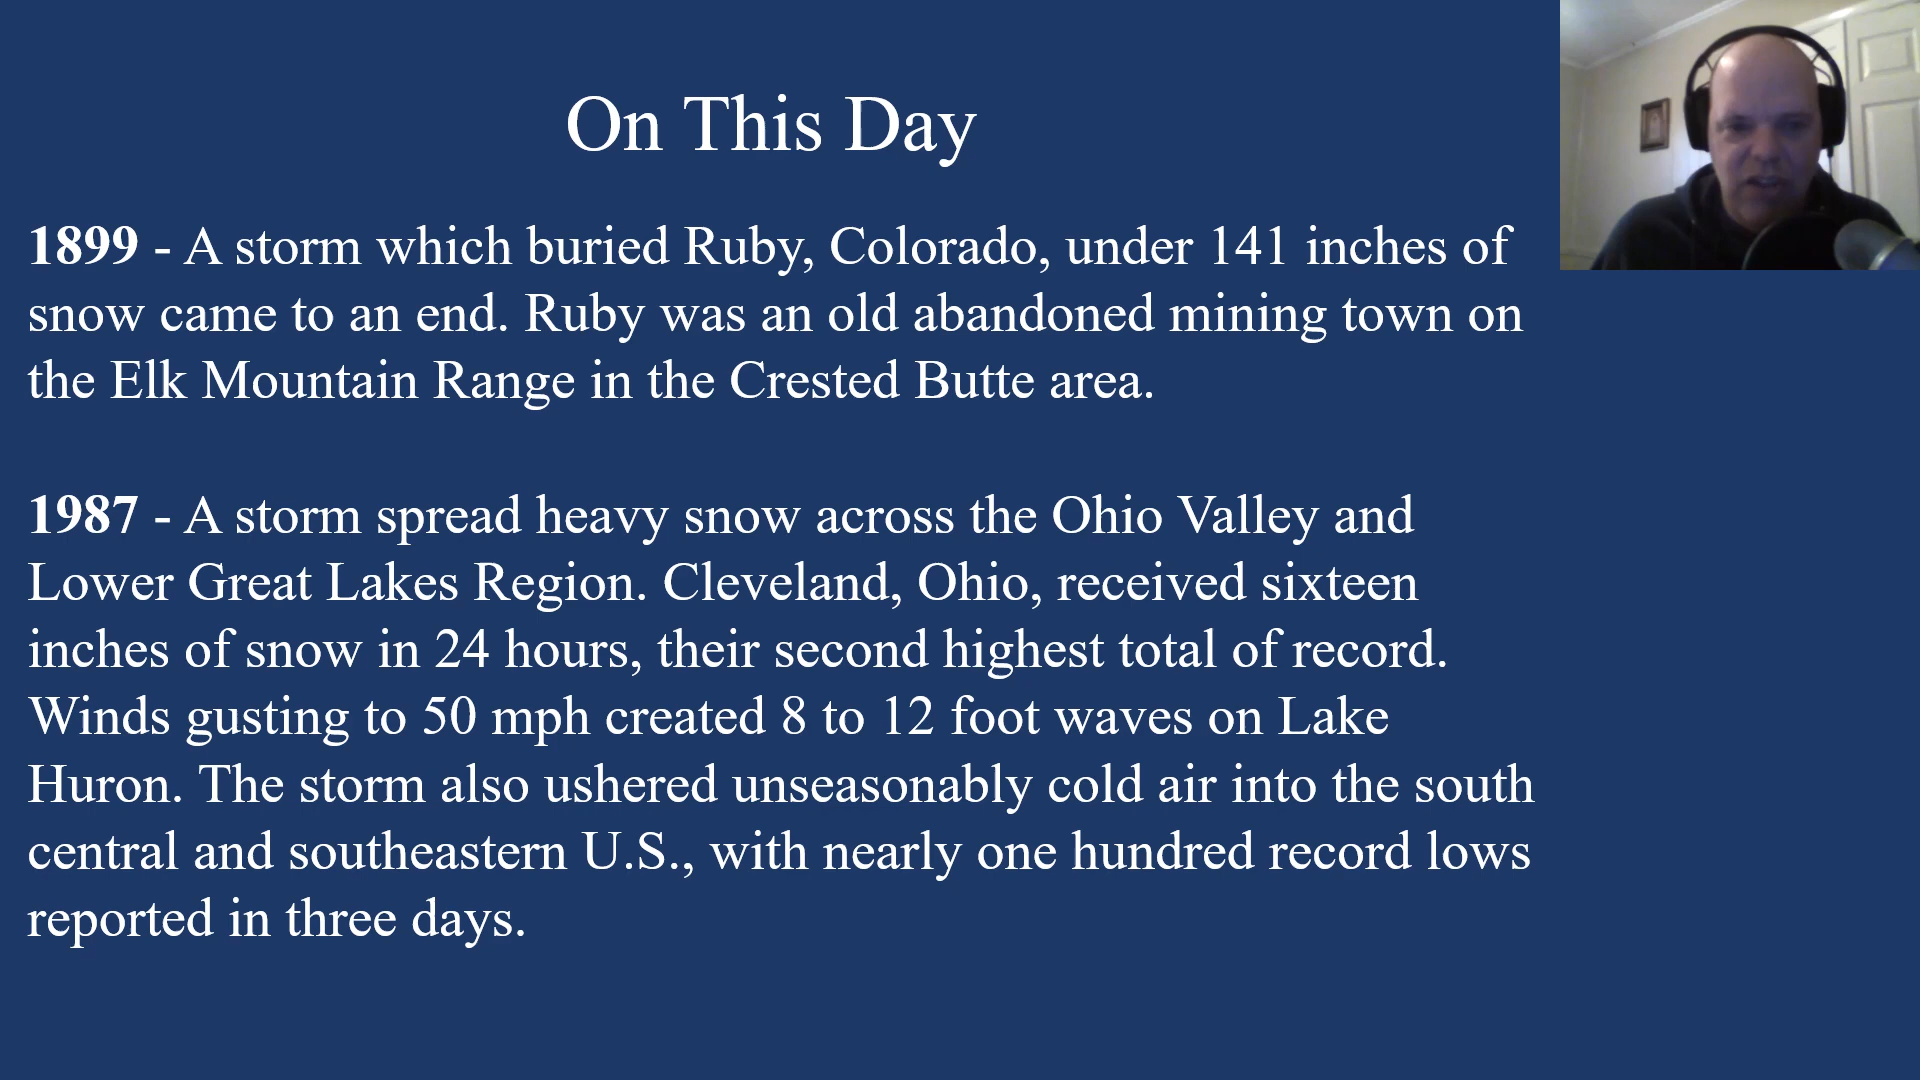 On This Day
1899 - A storm which buried Ruby, Colorado, under 141 inches of
snow came to an end. Ruby was an old abandoned mining town on
the Elk Mountain Range in the Crested Butte area.
1987 - A storm spread heavy snow across the Ohio Valley and
Lower Great Lakes Region. Cleveland, Ohio, received sixteen
inches of snow in 24 hours, their second highest total of record.
Winds gusting to 50 mph created 8 to 12 foot waves on Lake
Huron. The storm also ushered unseasonably cold air into the south
central and southeastern U.S., with nearly one hundred record lows
reported in three days.